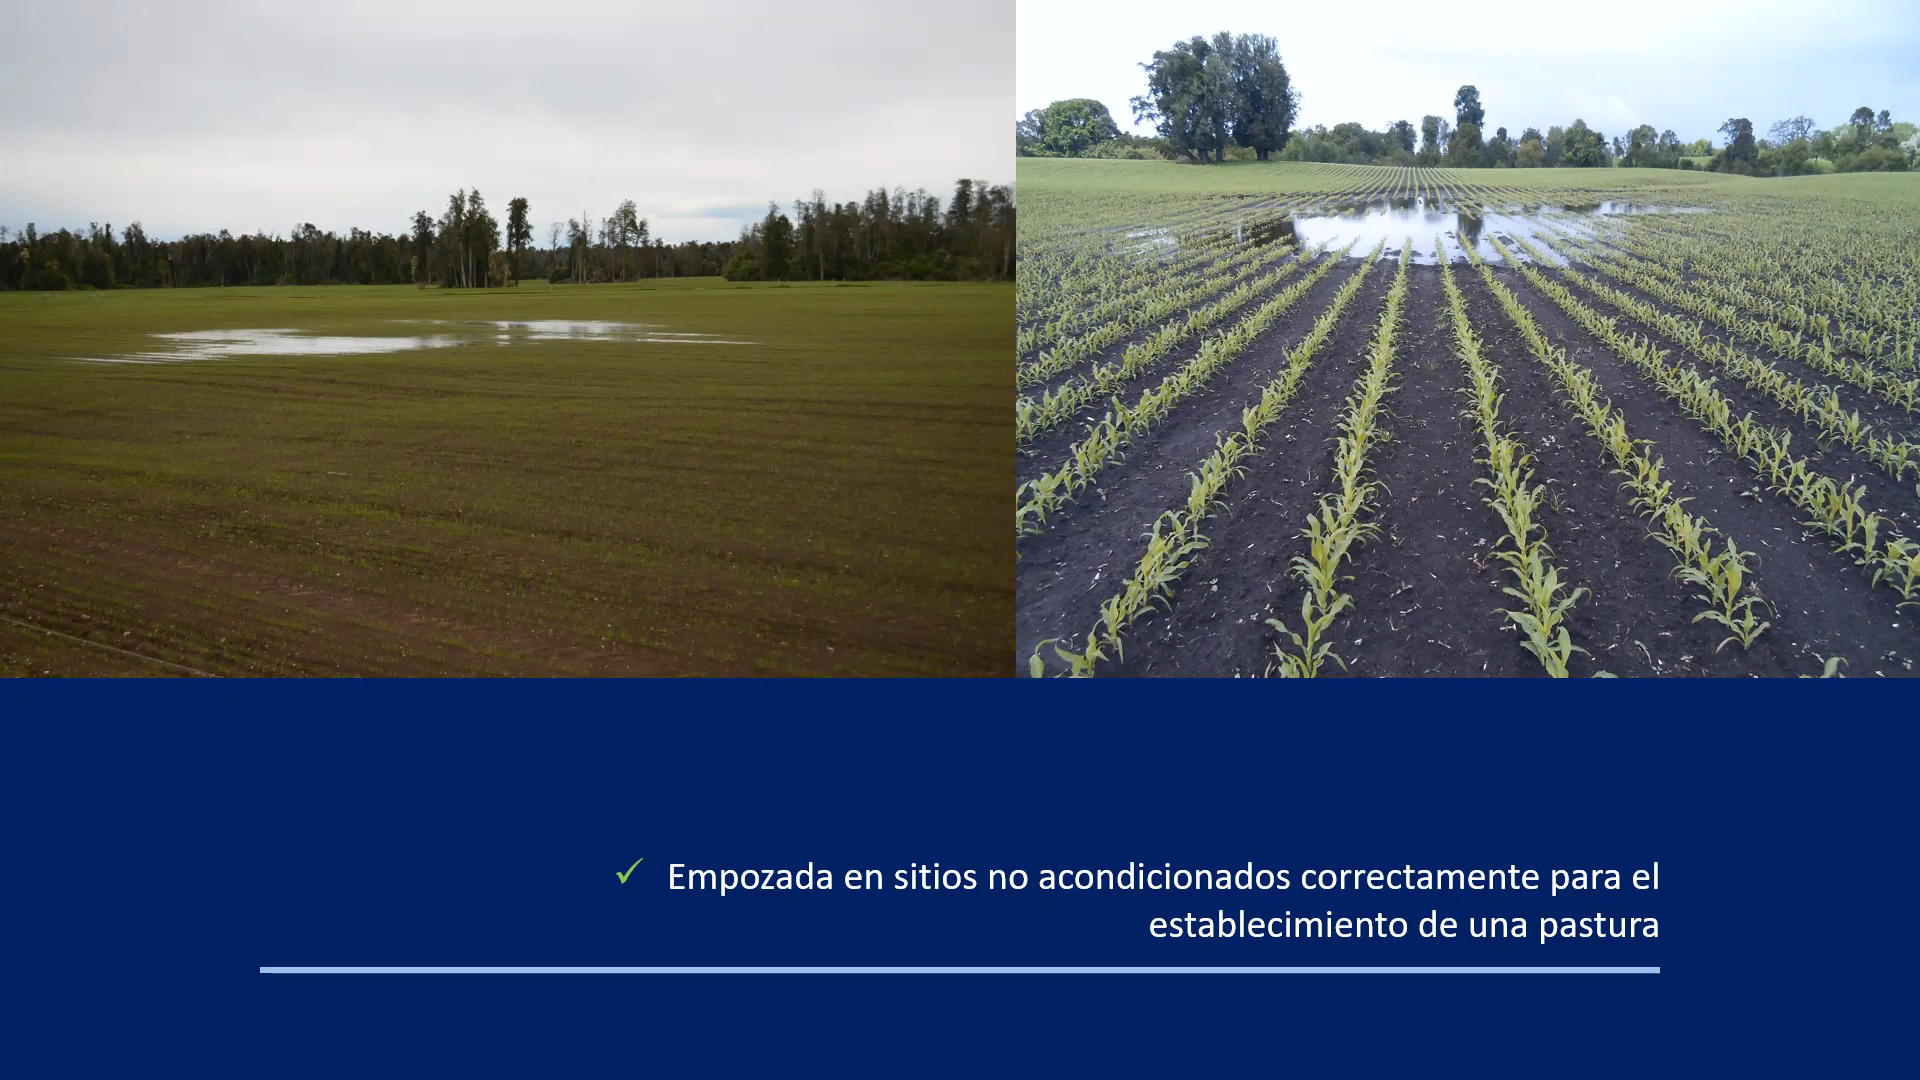 ✓ Empozada en sitios no acondicionados correctamente para el
establecimiento de una pastura